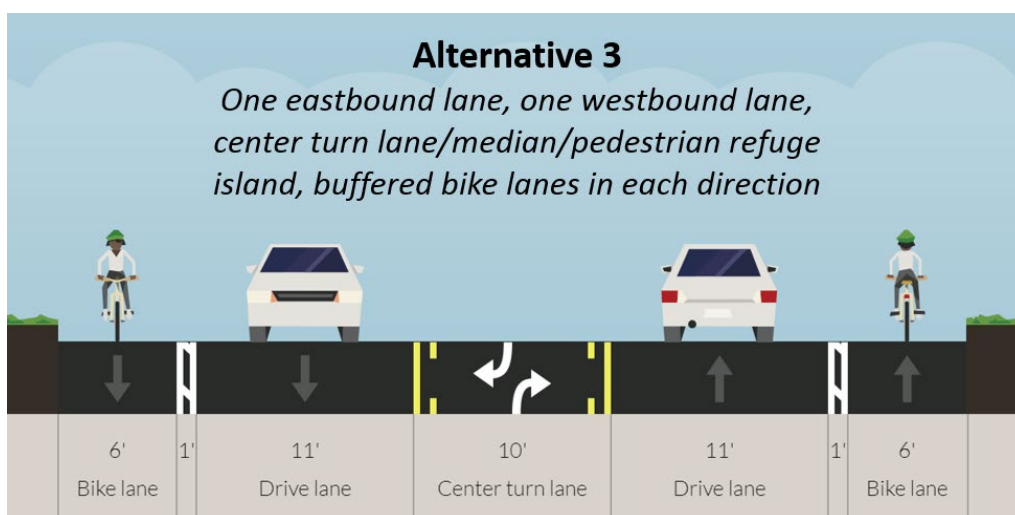 Alternative 3
One eastbound lane, one westbound lane,
center turn lane/median/pedestrian refuge
island, buffered bike lanes in each direction
6' 1' 11' 10' 11' 1' 6'
Bike lane Drive lane Center turn lane Drive lane Bike lane